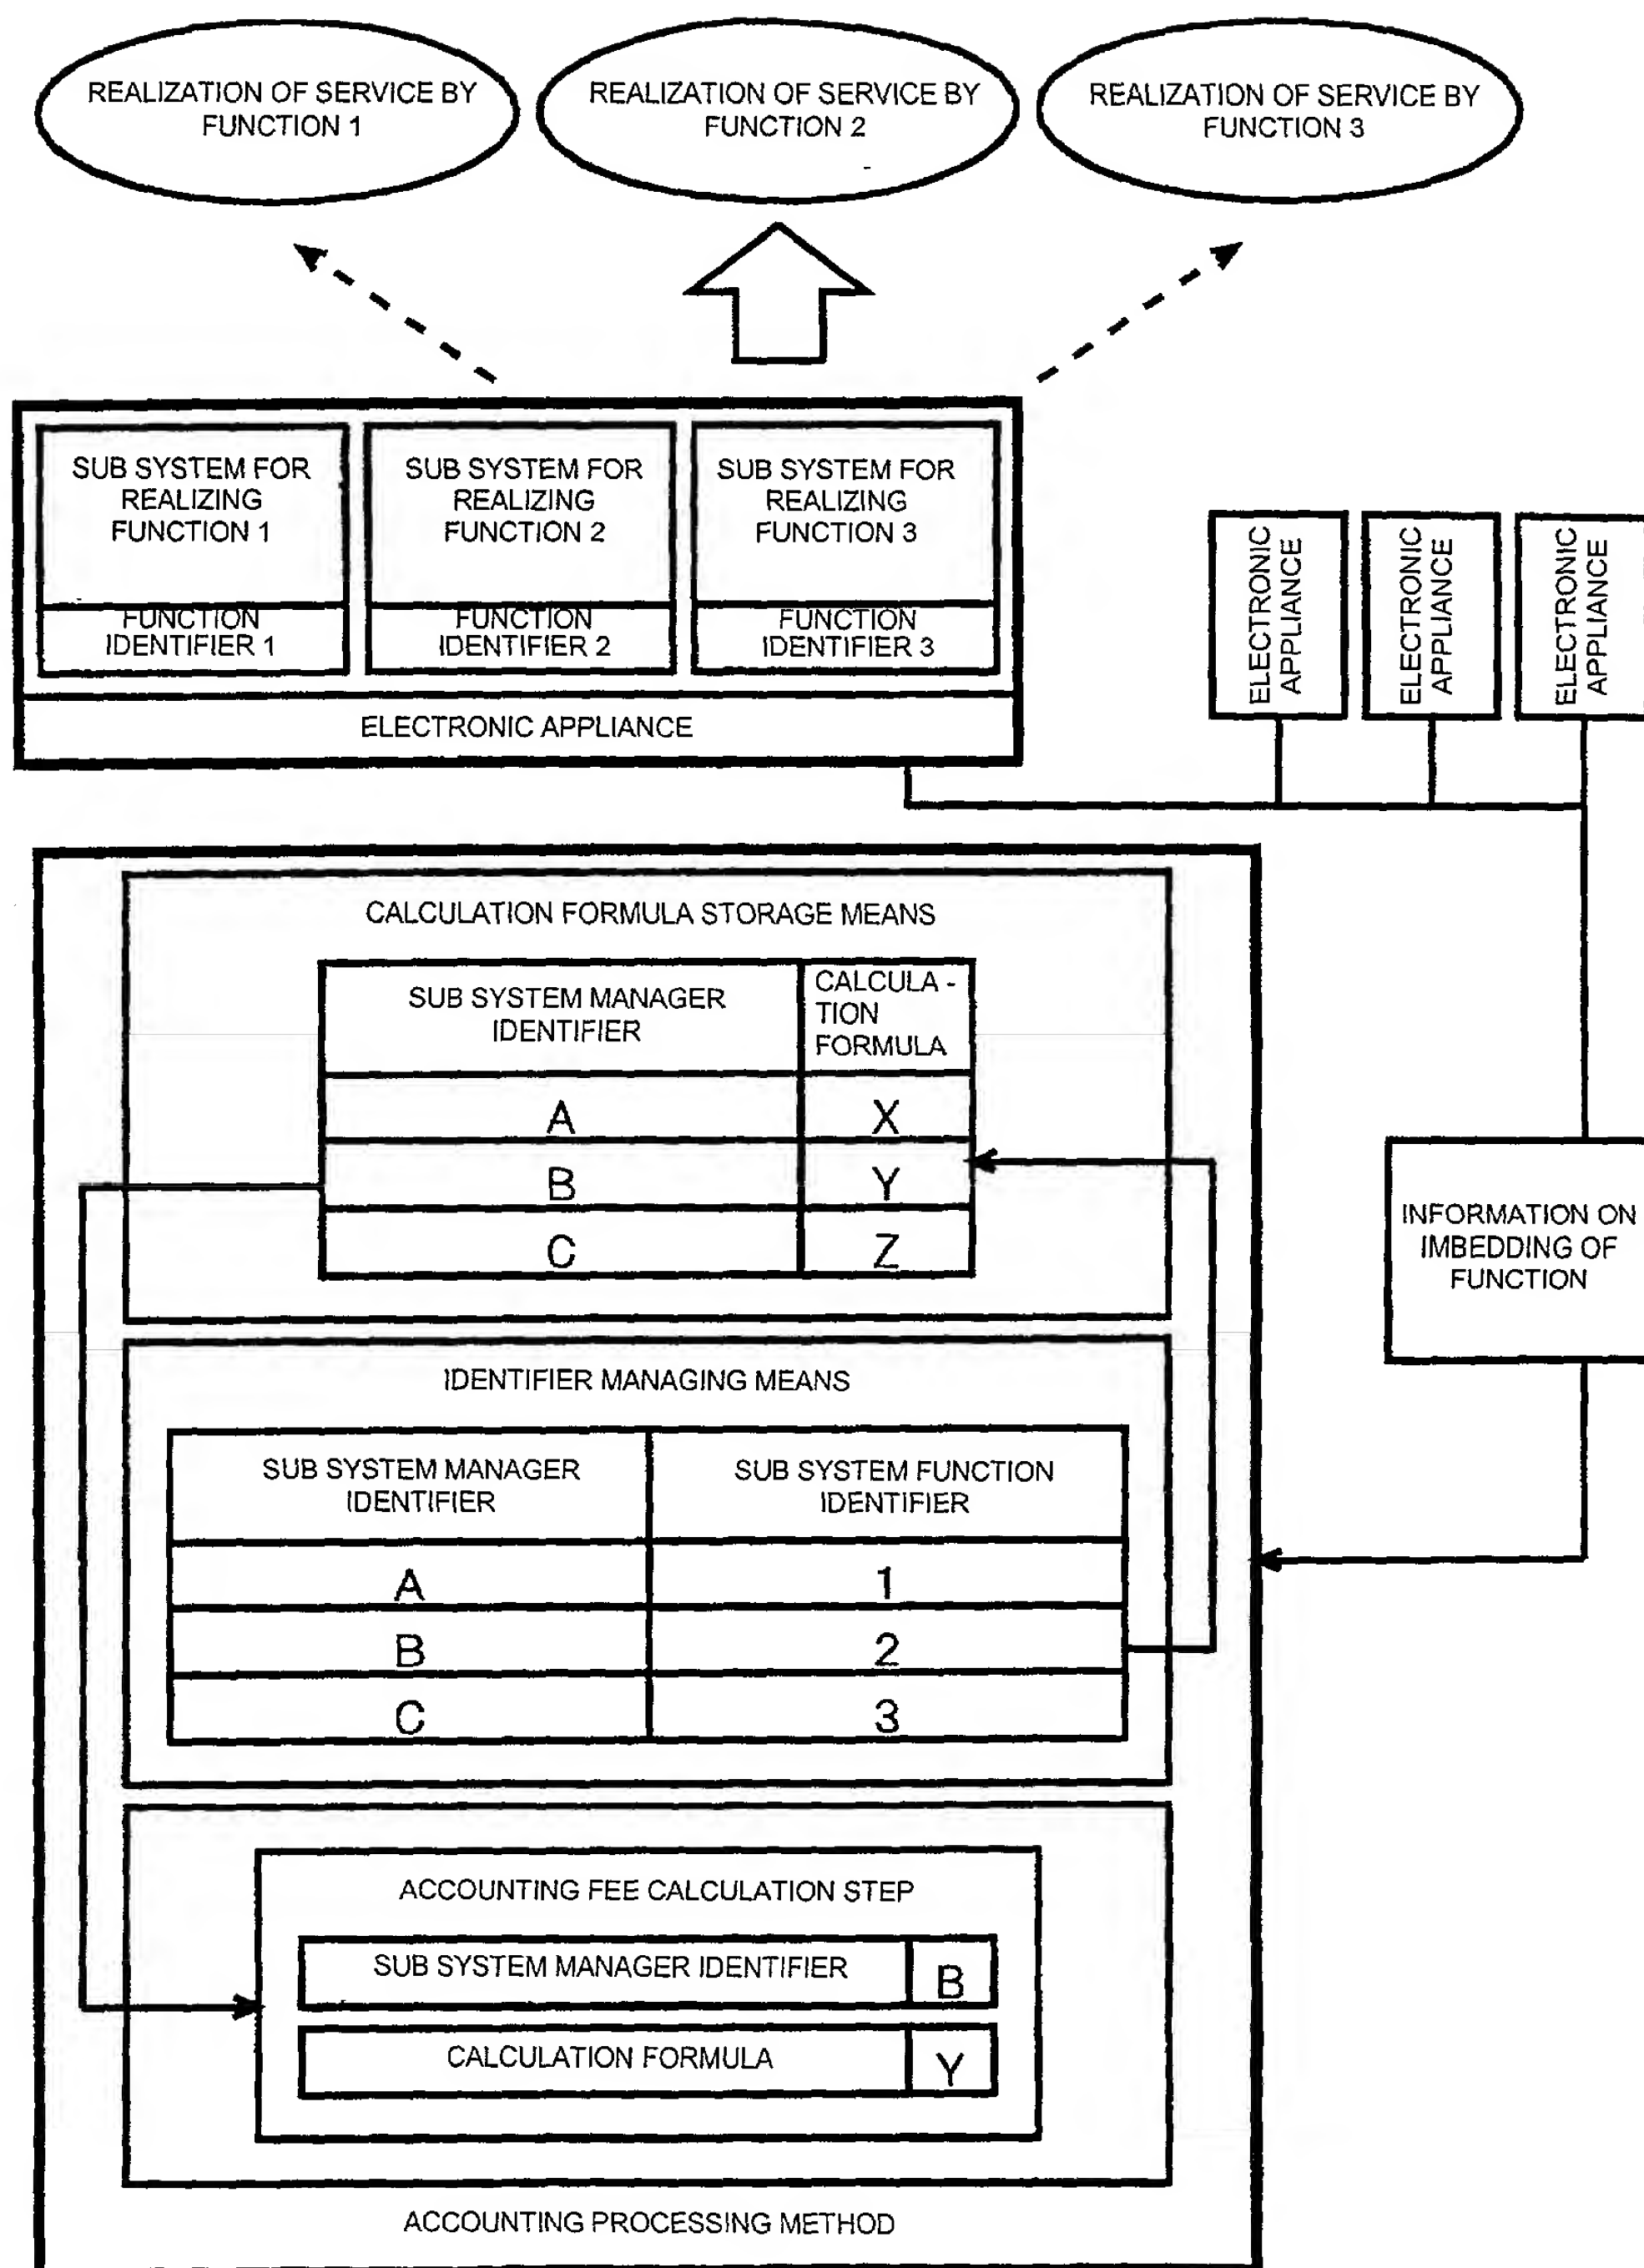 REALIZATION OF SERVICE BY
FUNCTION 1
REALIZATION OF SERVICE BY
FUNCTION 2
REALIZATION OF SERVICE BY
FUNCTION 3
SUB SYSTEM FOR
REALIZING
FUNCTION 1
SUB SYSTEM FOR
REALIZING
FUNCTION 2
SUB SYSTEM FOR
REALIZING
FUNCTION 3
FUNCTION
IDENTIFIER 1
FUNCTION
IDENTIFIER 2
FUNCTION
IDENTIFIER 3
ELECTRONIC APPLIANCE
ELECTRONIC
APPLIANCE
ELECTRONIC
APPLIANCE
ELECTRONIC
APPLIANCE
CALCULATION FORMULA STORAGE MEANS
SUB SYSTEM MANAGER
IDENTIFIER
CALCULA -
TION
FORMULA
A X
B Y
C Z
INFORMATION ON
IMBEDDING OF
FUNCTION
IDENTIFIER MANAGING MEANS
SUB SYSTEM MANAGER
IDENTIFIER
SUB SYSTEM FUNCTION
IDENTIFIER
A 1
B 2
C 3
ACCOUNTING FEE CALCULATION STEP
SUB SYSTEM MANAGER IDENTIFIER B
CALCULATION FORMULA Y
ACCOUNTING PROCESSING METHOD